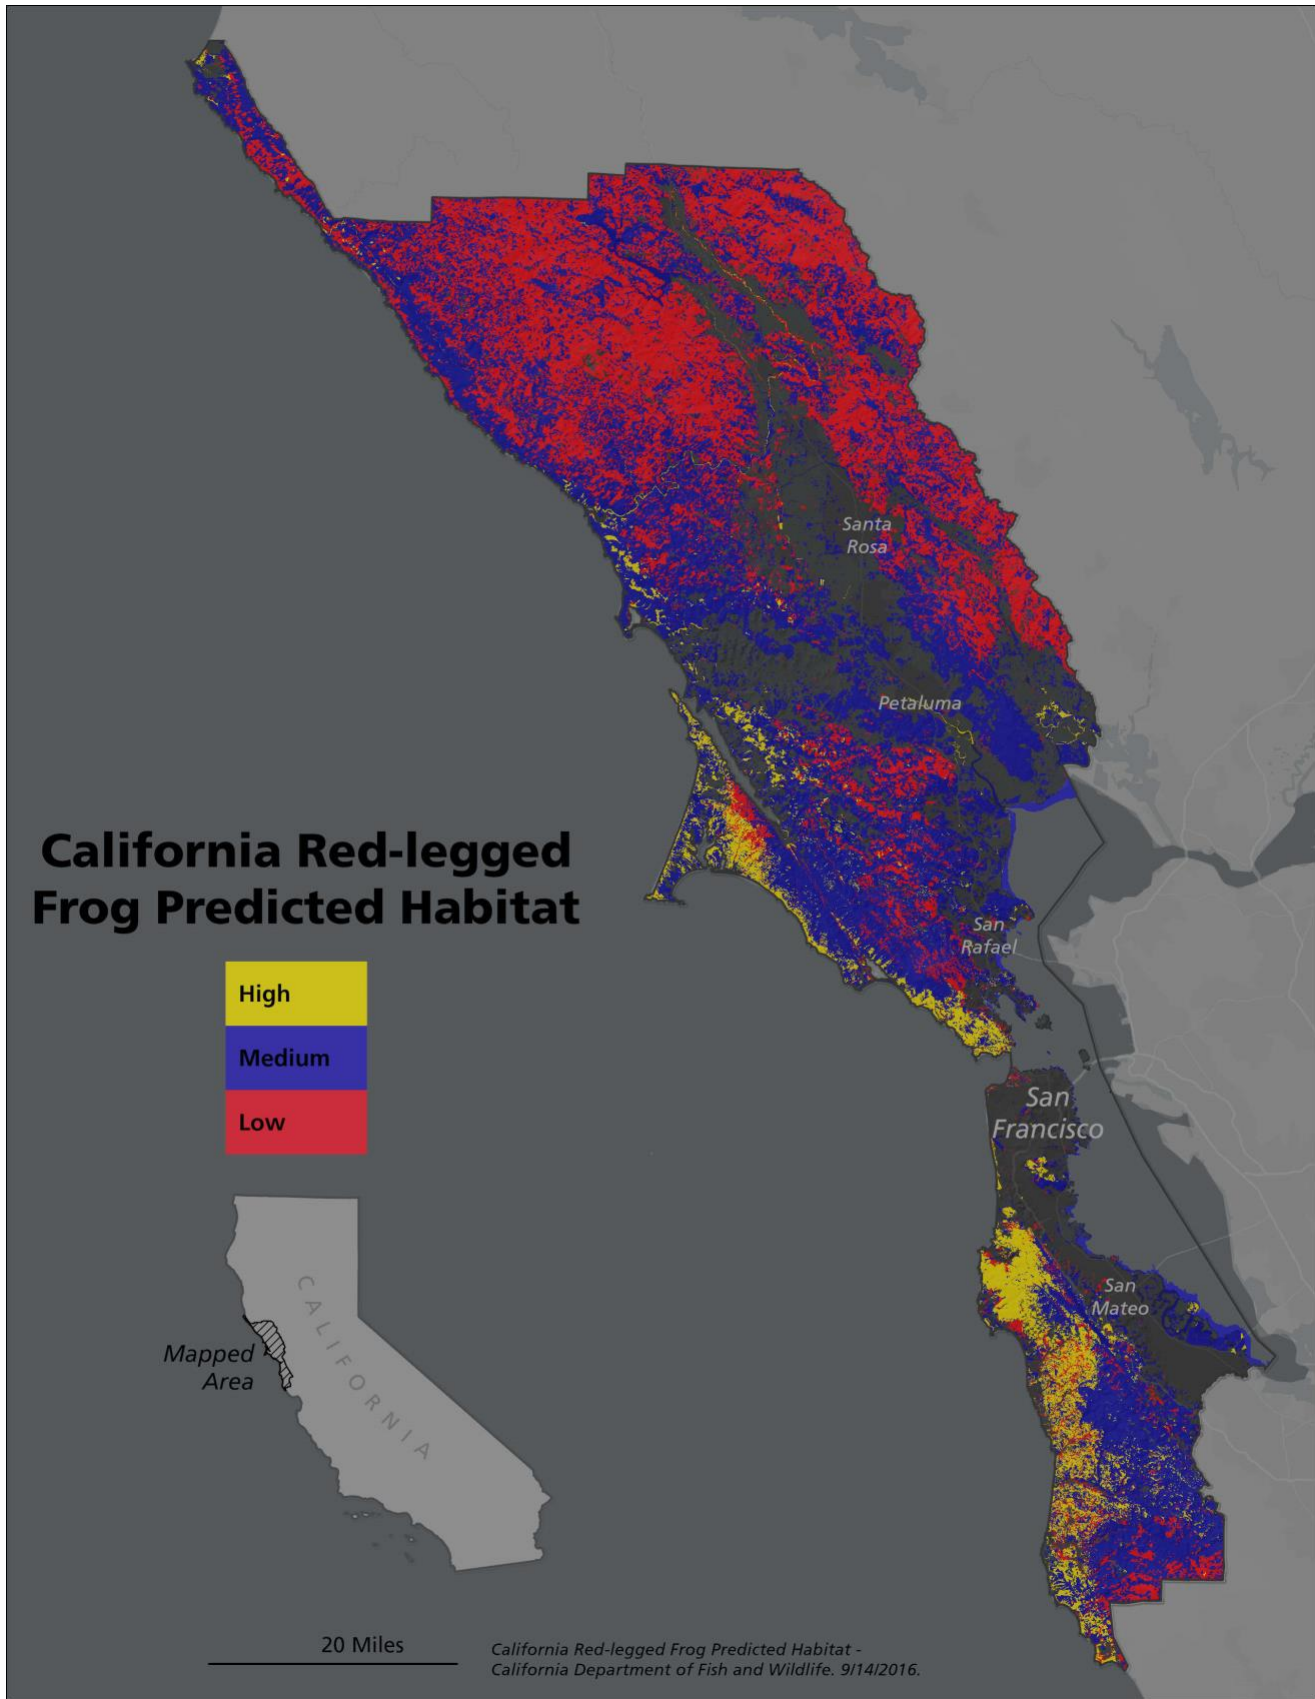 Santa
Rosa
Petaluma
California Red-legged
Frog Predicted Habitat
San
Rafael
High
Medium
Low
San
Francisco
CALIFORNIA
San
Mateo
Mapped
Area
20 Miles
California Red-legged Frog Predicted Habitat -
California Department of Fish and Wildlife. 9/14/2016.